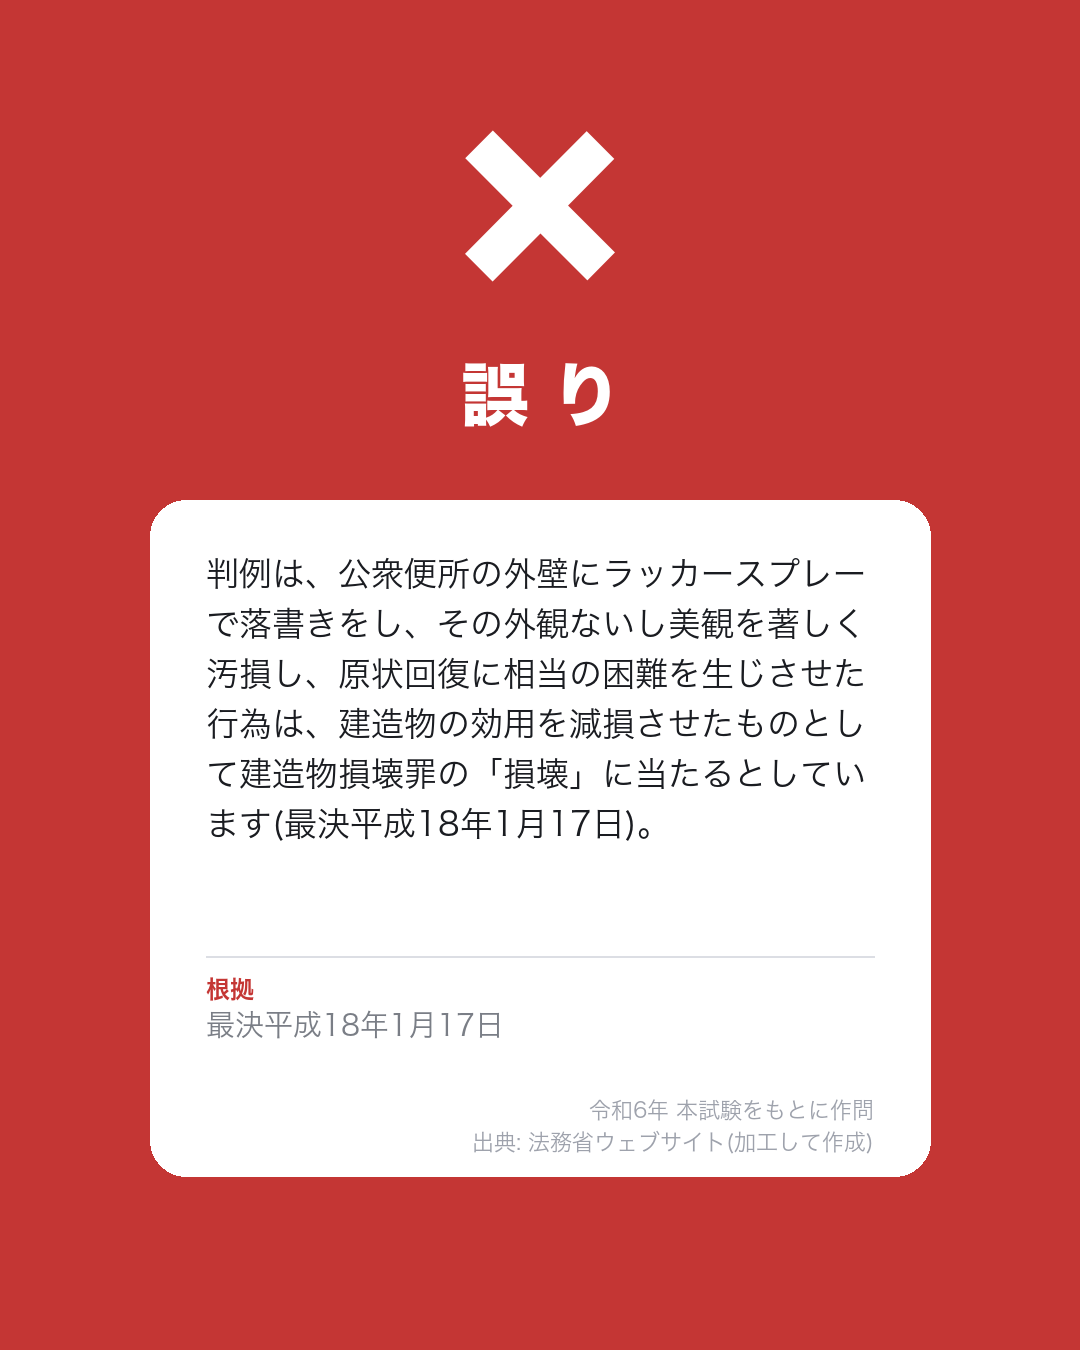 誤り
判例は、公衆便所の外壁にラッカースプレー
で落書きをし、その外観ないし美観を著しく
汚損し、原状回復に相当の困難を生じさせた
行為は、建造物の効用を減損させたものとし
て建造物損壊罪の「損壊」に当たるとしてい
ます(最決平成18年1月17日)。
根拠
最決平成18年1月17日
令和6年 本試験をもとに作問
出典: 法務省ウェブサイト(加工して作成)